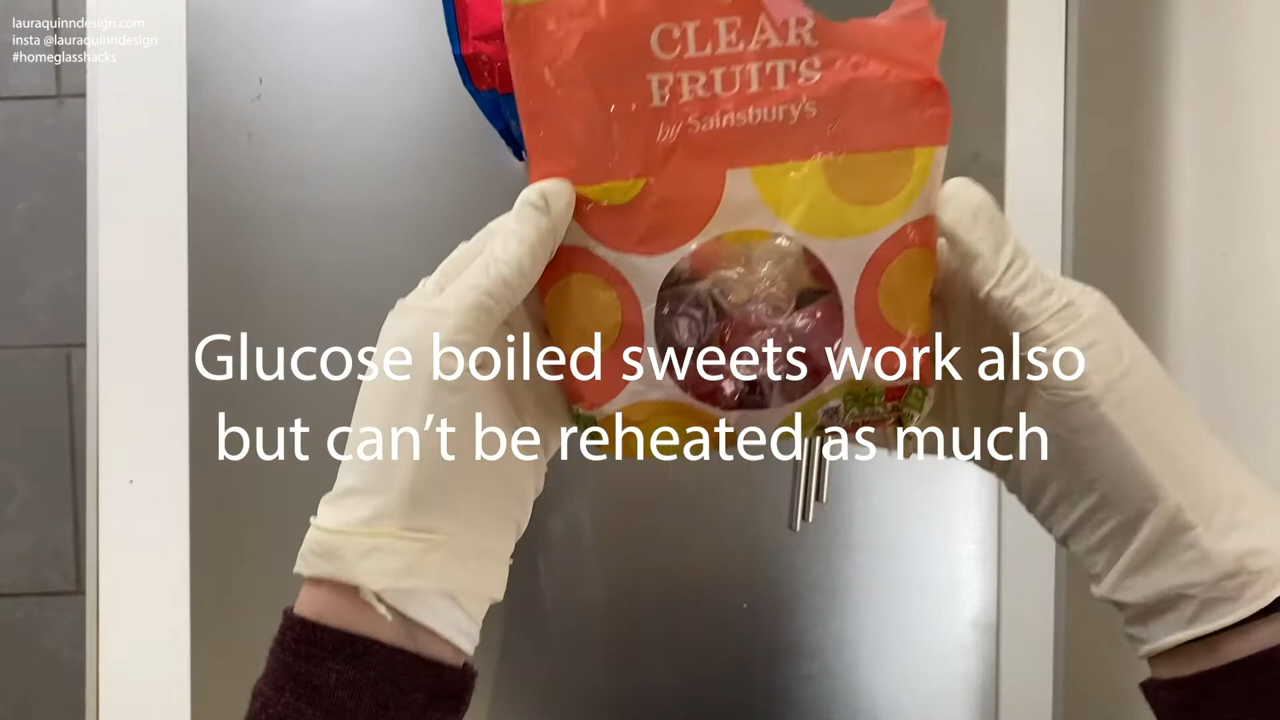 lauraquinndesign.com
insta @lauraquinndesign
#homeglasshacks
CLEAR
FRUITS
by Sainsbury's
Glucose boiled sweets work also
but can't be reheated as much